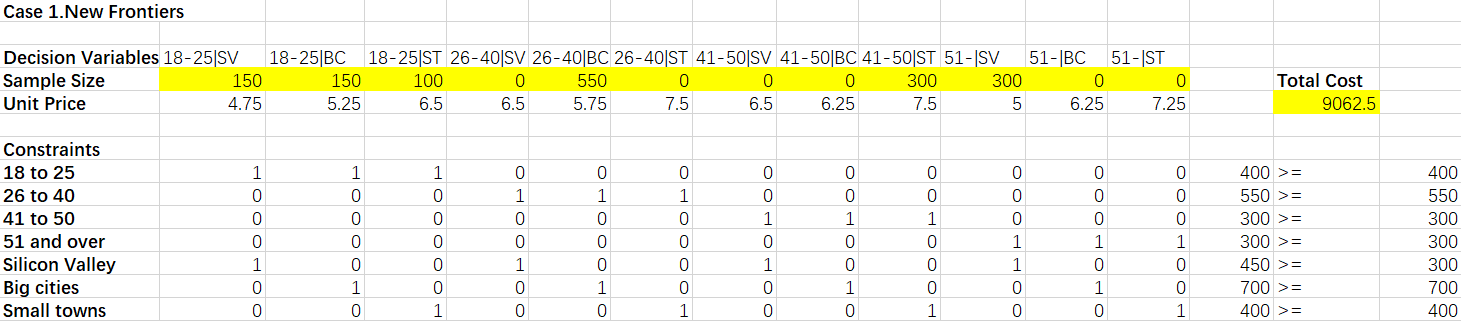 Case 1.New Frontiers
Decision Variables 18-25|SV 18-25|BC 18-25|ST 26-40|SV 26-40|BC 26-40|ST 41-50|SV 41-50|BC 41-50|ST 51-|SV 51-|BC 51-|ST
Sample Size 150 150 100 0 550 0 0 0 300 300 0 0 Total Cost
Unit Price 4.75 5.25 6.5 6.5 5.75 7.5 6.5 6.25 7.5 5 6.25 7.25 9062.5
Constraints
18 to 25 1 1 1 0 0 0 0 0 0 0 0 0 400 >= 400
26 to 40 0 0 0 1 1 1 0 0 0 0 0 0 550 >= 550
41 to 50 0 0 0 0 0 0 1 1 1 0 0 0 300 >= 300
51 and over 0 0 0 0 0 0 0 0 0 1 1 1 300 >= 300
Silicon Valley 1 0 0 1 0 0 1 0 0 1 0 0 450 >= 300
Big cities 0 1 0 0 1 0 0 1 0 0 1 0 700 >= 700
Small towns 0 0 1 0 0 1 0 0 1 0 0 1 400 >= 400